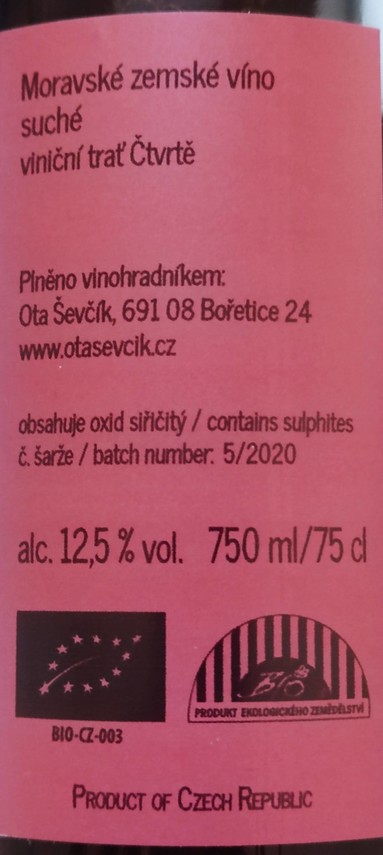 Moravské zemské víno
suché
viniční trať Čtvrtě
Plněno vinohradníkem:
Ota Ševčík, 691 08 Bořetice 24
www.otasevcik.cz
obsahuje oxid siřičitý / contains sulphites
č. šarže / batch number: 5/2020
alc. 12,5 % vol. 750 ml/75 cl
BIO
PRODUKT EKOLOGICKÉHO ZEMĚDĚLSTVÍ
BIO-CZ-003
PRODUCT OF CZECH REPUBLIC